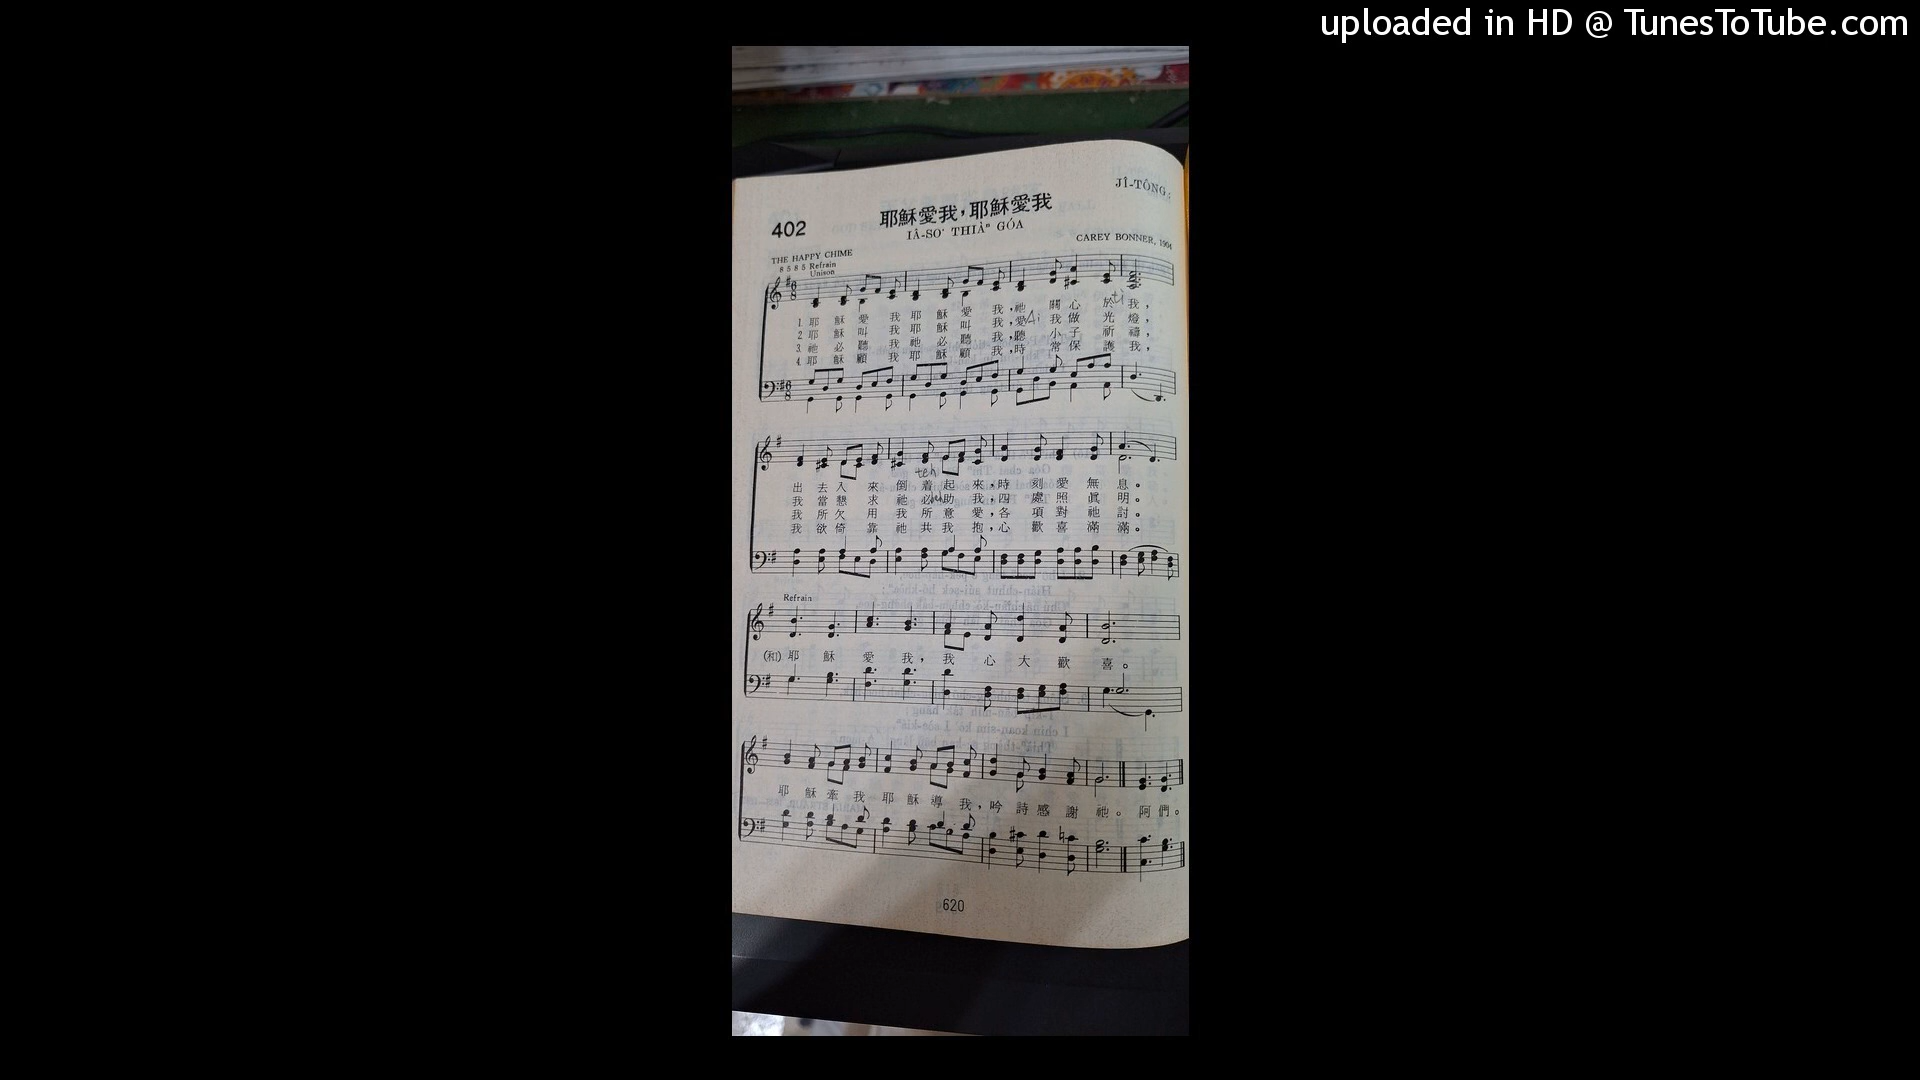 uploaded in HD @ TunesToTube.com
JÎ-TÔNG
402
耶穌愛我，耶穌愛我
IÂ-SO͘ THIÀⁿ GÓA
THE HAPPY CHIME
CAREY BONNER, 1904
8 5 8 5 Refrain
Unison
1. 耶穌愛我耶穌愛我，祂關心於我，
ti
2. 耶穌叫我耶穌叫我，愛我做光燈，
Ai
3. 祂必聽我祂必聽我，聽小子祈禱，
4. 耶穌顧我耶穌顧我，時常保護我，
teh
出去入來倒着起來，時刻愛無息。
我當懇求祂必助我，四處照眞明。
我所欠用我所意愛，各項對祂討。
我欲倚靠祂共我抱，心歡喜滿滿。
Refrain
(和) 耶穌愛我，我心大歡喜。
耶穌牽我耶穌導我，吟詩感謝祂。阿們。
620